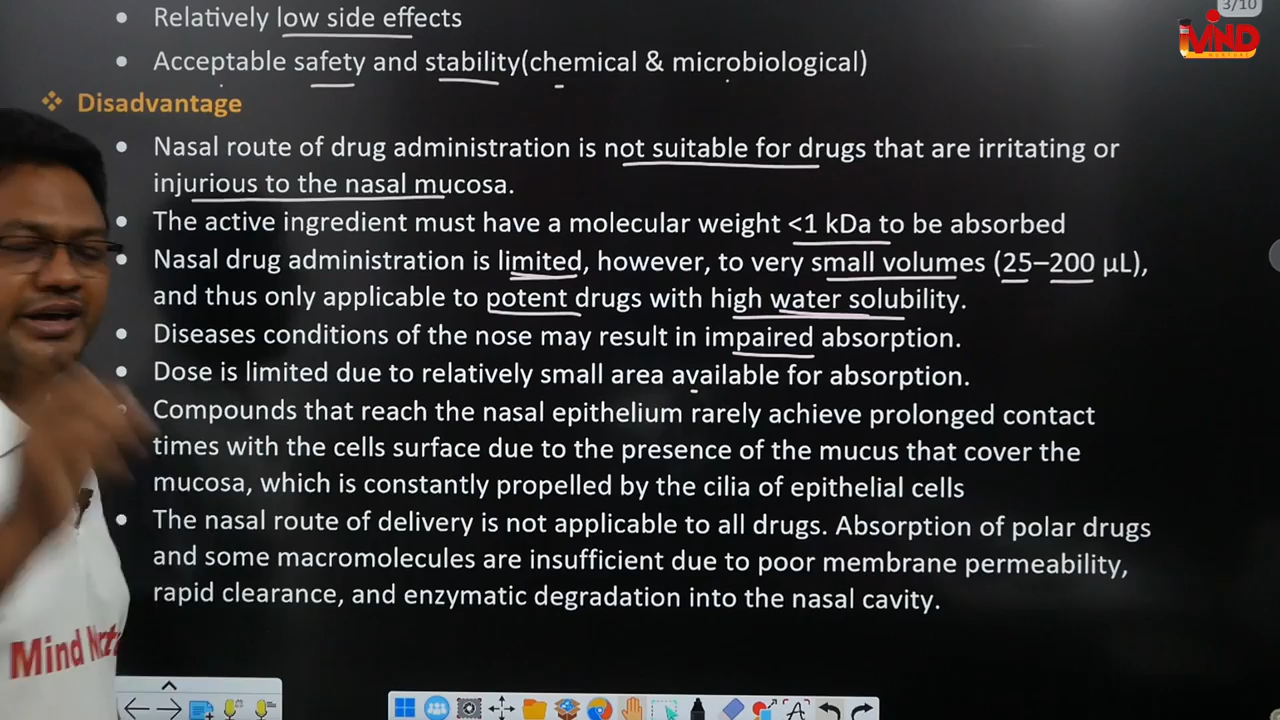 3/10
MIND
• Relatively low side effects
• Acceptable safety and stability(chemical & microbiological)
❖ Disadvantage
• Nasal route of drug administration is not suitable for drugs that are irritating or
injurious to the nasal mucosa.
• The active ingredient must have a molecular weight <1 kDa to be absorbed
• Nasal drug administration is limited, however, to very small volumes (25–200 µL),
and thus only applicable to potent drugs with high water solubility.
• Diseases conditions of the nose may result in impaired absorption.
• Dose is limited due to relatively small area available for absorption.
• Compounds that reach the nasal epithelium rarely achieve prolonged contact
times with the cells surface due to the presence of the mucus that cover the
mucosa, which is constantly propelled by the cilia of epithelial cells
• The nasal route of delivery is not applicable to all drugs. Absorption of polar drugs
and some macromolecules are insufficient due to poor membrane permeability,
rapid clearance, and enzymatic degradation into the nasal cavity.
Mind